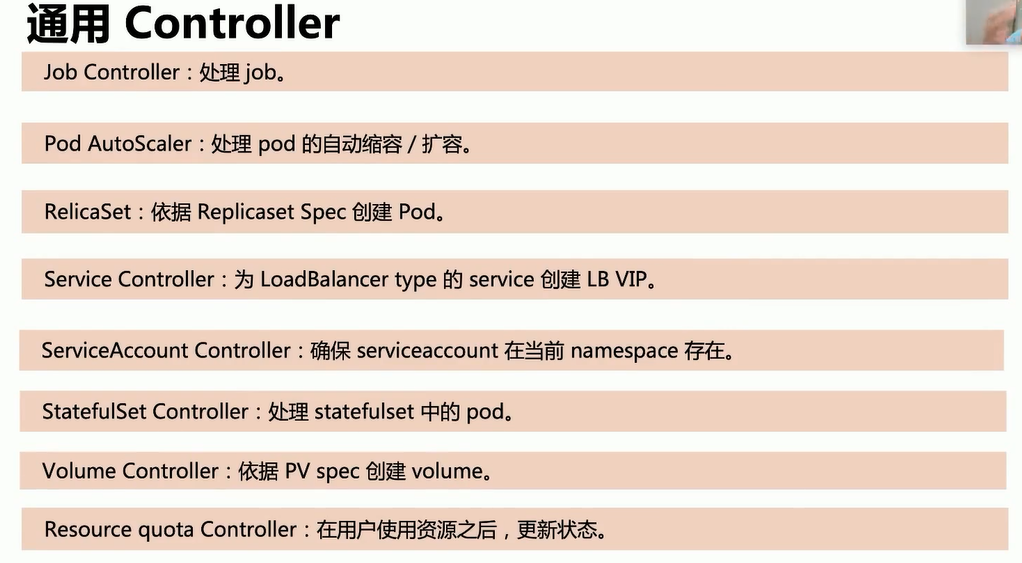 通用 Controller
Job Controller：处理 job。
Pod AutoScaler：处理 pod 的自动缩容 / 扩容。
RelicaSet：依据 Replicaset Spec 创建 Pod。
Service Controller：为 LoadBalancer type 的 service 创建 LB VIP。
ServiceAccount Controller：确保 serviceaccount 在当前 namespace 存在。
StatefulSet Controller：处理 statefulset 中的 pod。
Volume Controller：依据 PV spec 创建 volume。
Resource quota Controller：在用户使用资源之后，更新状态。